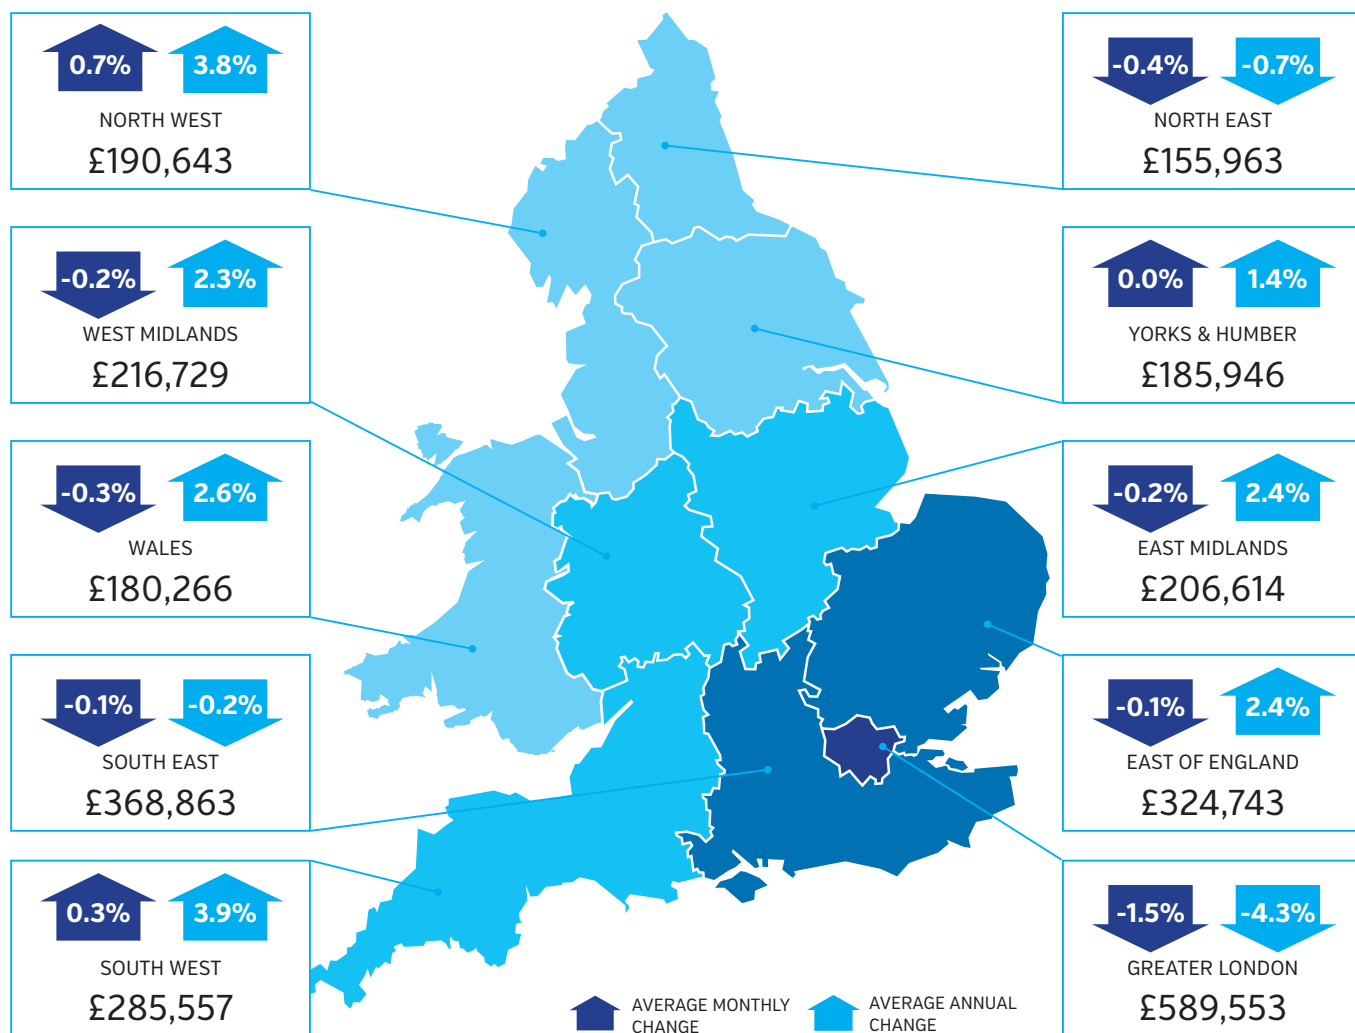 0.7% 3.8%
NORTH WEST
£190,643
-0.2% 2.3%
WEST MIDLANDS
£216,729
-0.3% 2.6%
WALES
£180,266
-0.1% -0.2%
SOUTH EAST
£368,863
0.3% 3.9%
SOUTH WEST
£285,557
-0.4% -0.7%
NORTH EAST
£155,963
0.0% 1.4%
YORKS & HUMBER
£185,946
-0.2% 2.4%
EAST MIDLANDS
£206,614
-0.1% 2.4%
EAST OF ENGLAND
£324,743
-1.5% -4.3%
GREATER LONDON
£589,553
AVERAGE MONTHLY
CHANGE
AVERAGE ANNUAL
CHANGE